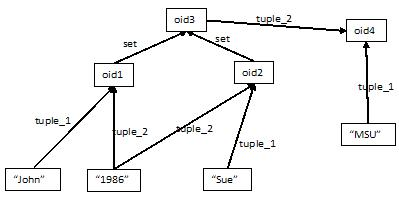 oid3
tuple_2
oid4
set
set
oid1
oid2
tuple_1
tuple_1
tuple_2
tuple_2
tuple_1
“MSU”
“John”
“1986”
“Sue”